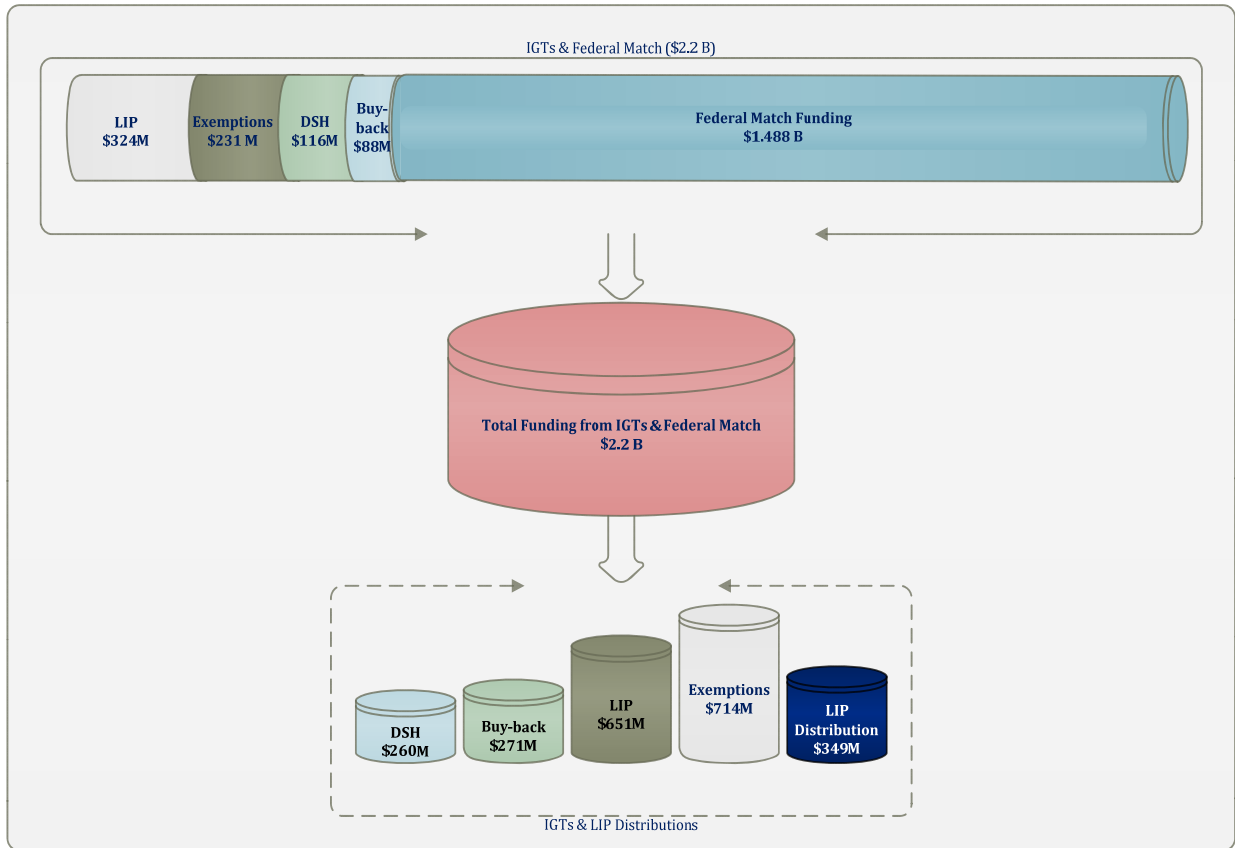 IGTs & Federal Match ($2.2 B)
LIP
$324M
Exemptions
$231 M
DSH
$116M
Buy-
back
$88M
Federal Match Funding
$1.488 B
Total Funding from IGTs & Federal Match
$2.2 B
DSH
$260M
Buy-back
$271M
LIP
$651M
Exemptions
$714M
LIP
Distribution
$349M
IGTs & LIP Distributions